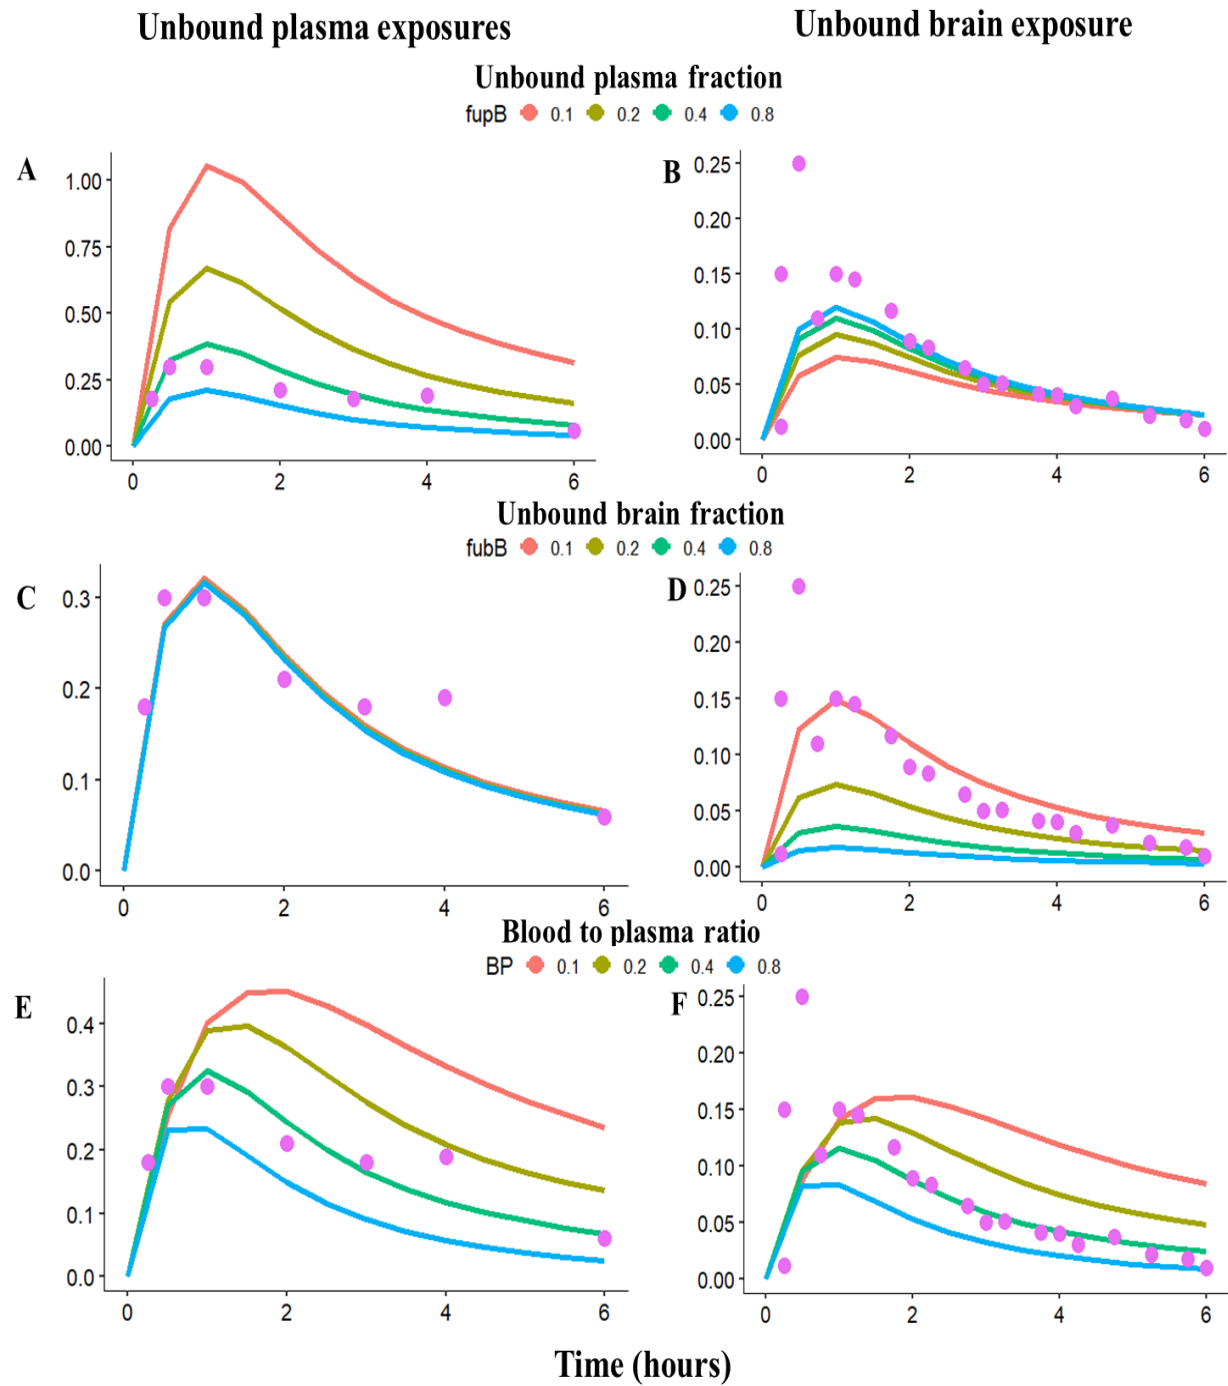 Unbound plasma exposures
Unbound brain exposure
Unbound plasma fraction
fupB 0.1 0.2 0.4 0.8
A
1.00
0.75
0.50
0.25
0.00
0 2 4 6
B
0.25
0.20
0.15
0.10
0.05
0.00
0 2 4 6
Unbound brain fraction
fubB 0.1 0.2 0.4 0.8
C
0.3
0.2
0.1
0.0
0 2 4 6
D
0.25
0.20
0.15
0.10
0.05
0.00
0 2 4 6
Blood to plasma ratio
BP 0.1 0.2 0.4 0.8
E
0.4
0.3
0.2
0.1
0.0
0 2 4 6
F
0.25
0.20
0.15
0.10
0.05
0.00
0 2 4 6
Time (hours)